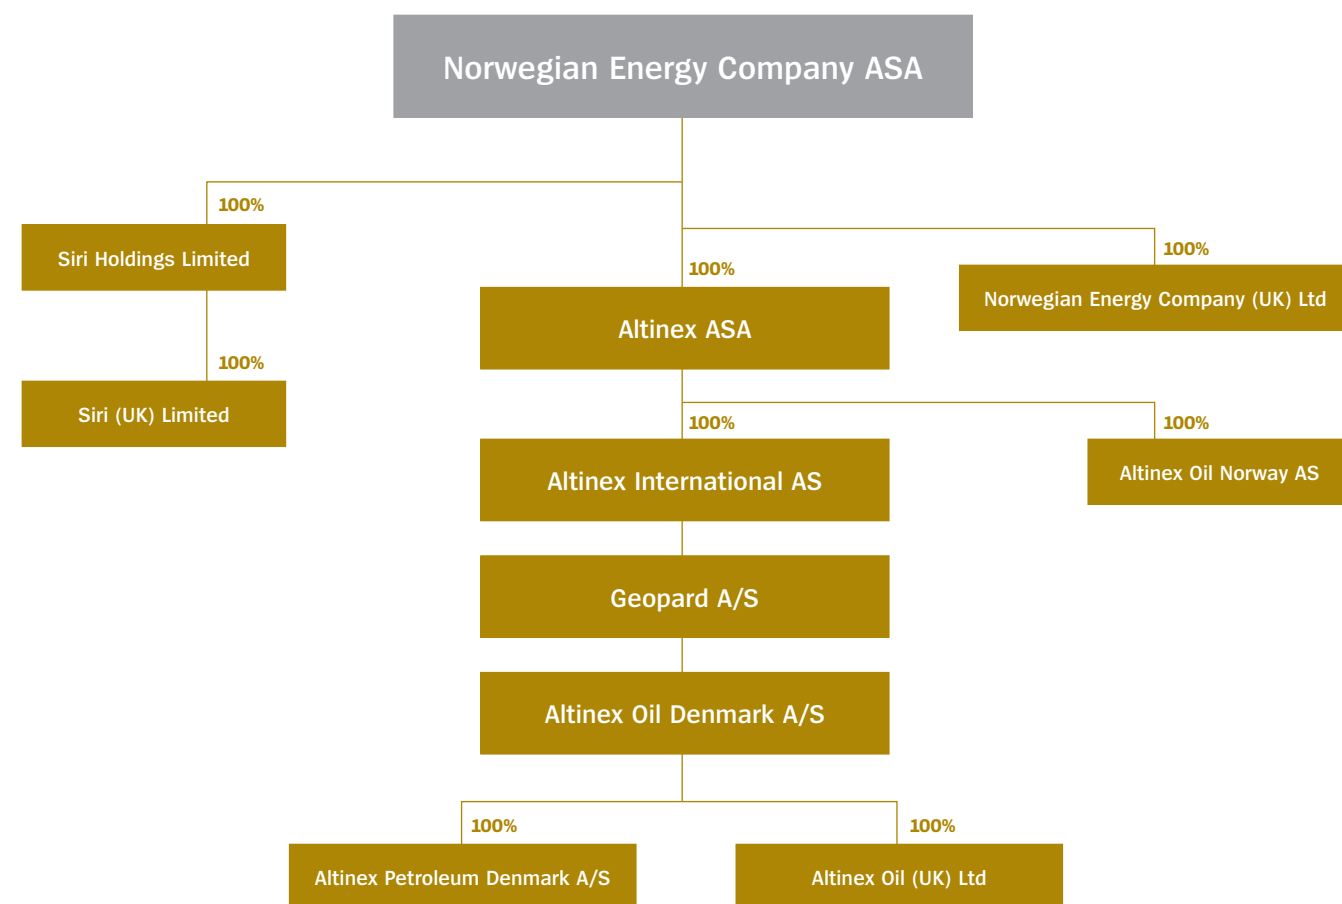 Norwegian Energy Company ASA
100%
Siri Holdings Limited
100%
Norwegian Energy Company (UK) Ltd
100%
Altinex ASA
100%
Siri (UK) Limited
100%
Altinex International AS
100%
Altinex Oil Norway AS
Geopard A/S
Altinex Oil Denmark A/S
100%
100%
Altinex Petroleum Denmark A/S
Altinex Oil (UK) Ltd